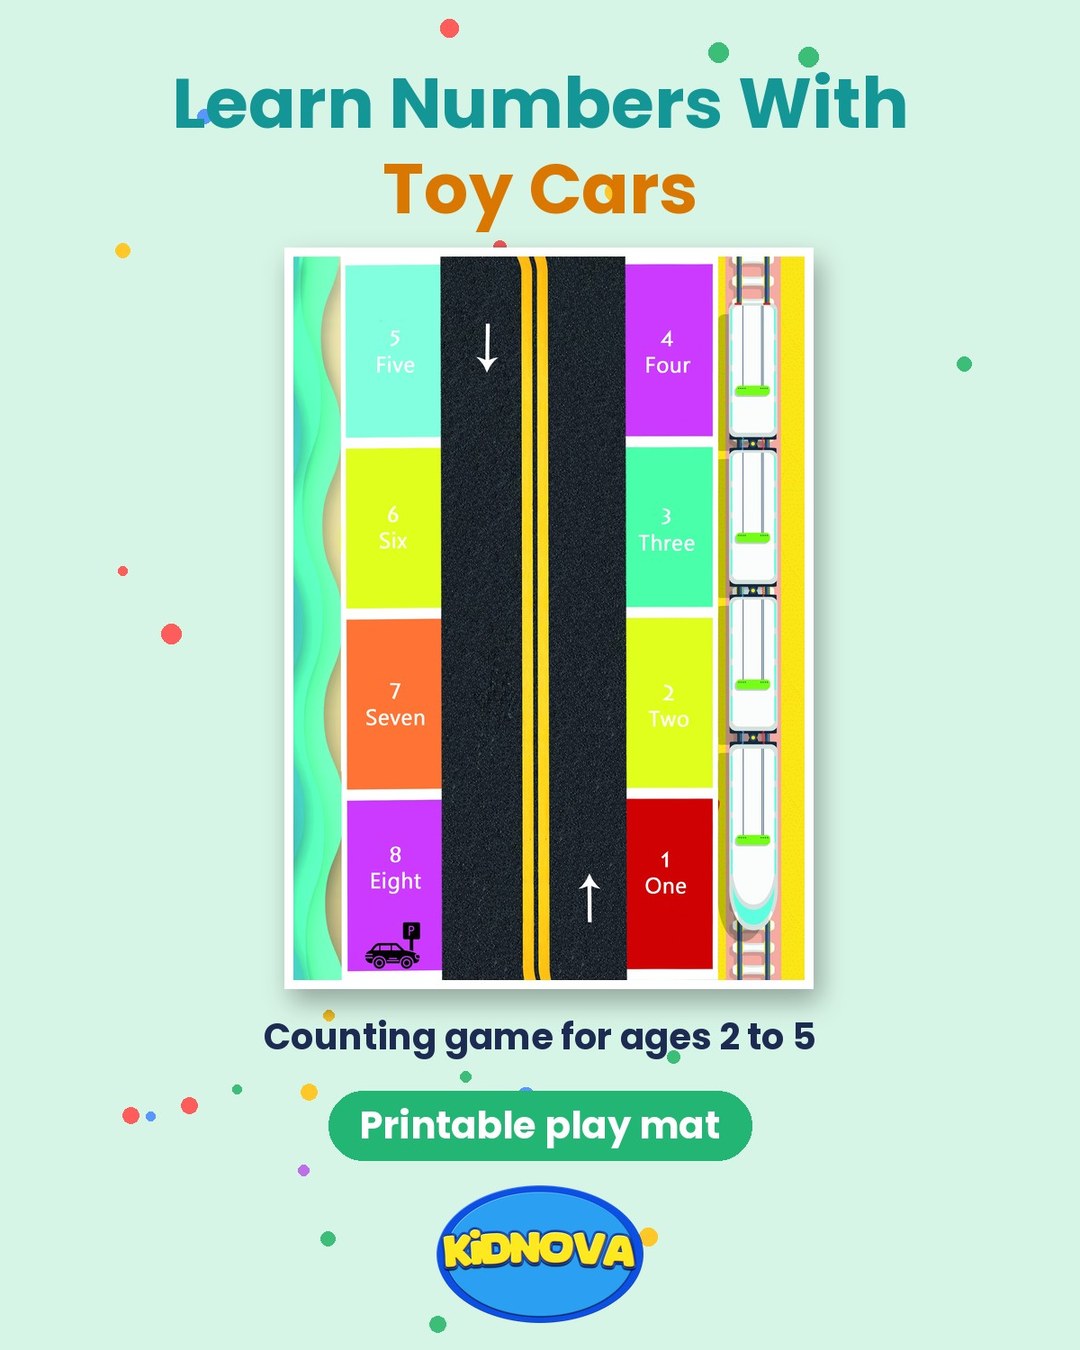 Learn Numbers With
Toy Cars
5
Five
4
Four
6
Six
3
Three
7
Seven
2
Two
8
Eight
P
1
One
Counting game for ages 2 to 5
Printable play mat
KiDNOVA